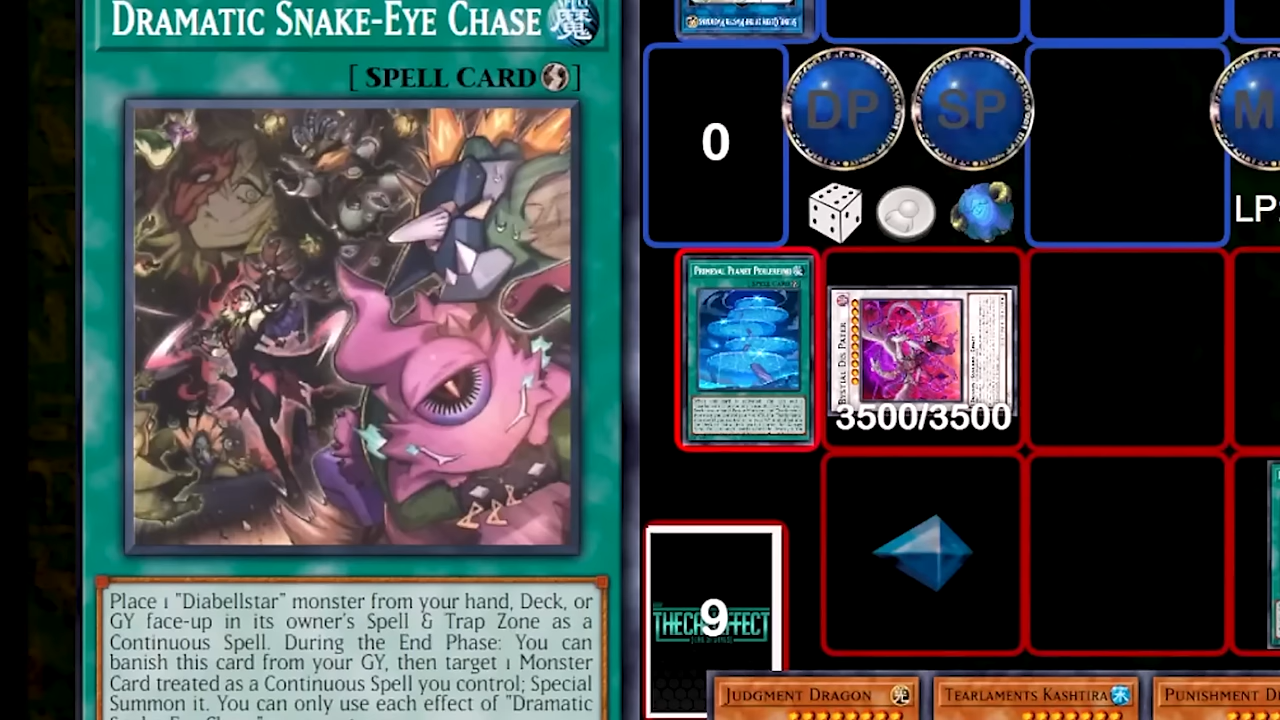 DRAMATIC SNAKE-EYE CHASE
魔
[ SPELL CARD ]
Place 1 "Diabellstar" monster from your hand, Deck, or
GY face-up in its owner's Spell & Trap Zone as a
Continuous Spell. During the End Phase: You can
banish this card from your GY, then target 1 Monster
Card treated as a Continuous Spell you control; Special
Summon it. You can only use each effect of "Dramatic
0
DP
SP
M
LP:
PRIMEVAL PLANET PERLEREINO
SPELL CARD
BYSTIAL DIS PATER
3500/3500
9
JUDGMENT DRAGON
TEARLAMENTS KASHTIRA
PUNISHMENT D